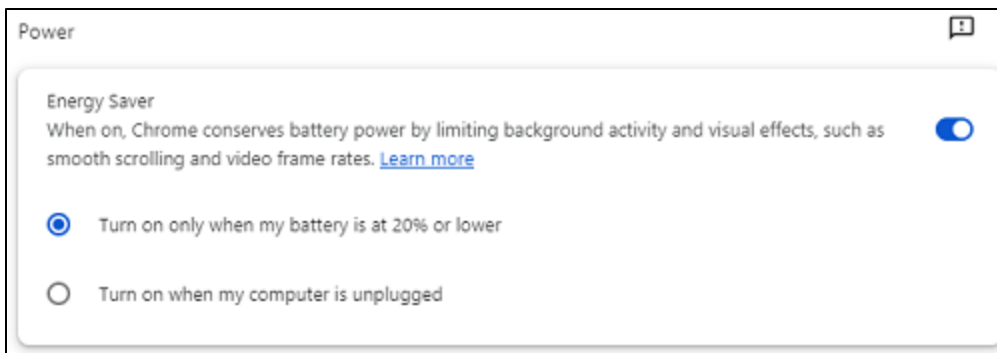 Power
Energy Saver
When on, Chrome conserves battery power by limiting background activity and visual effects, such as
smooth scrolling and video frame rates. Learn more
Turn on only when my battery is at 20% or lower
Turn on when my computer is unplugged